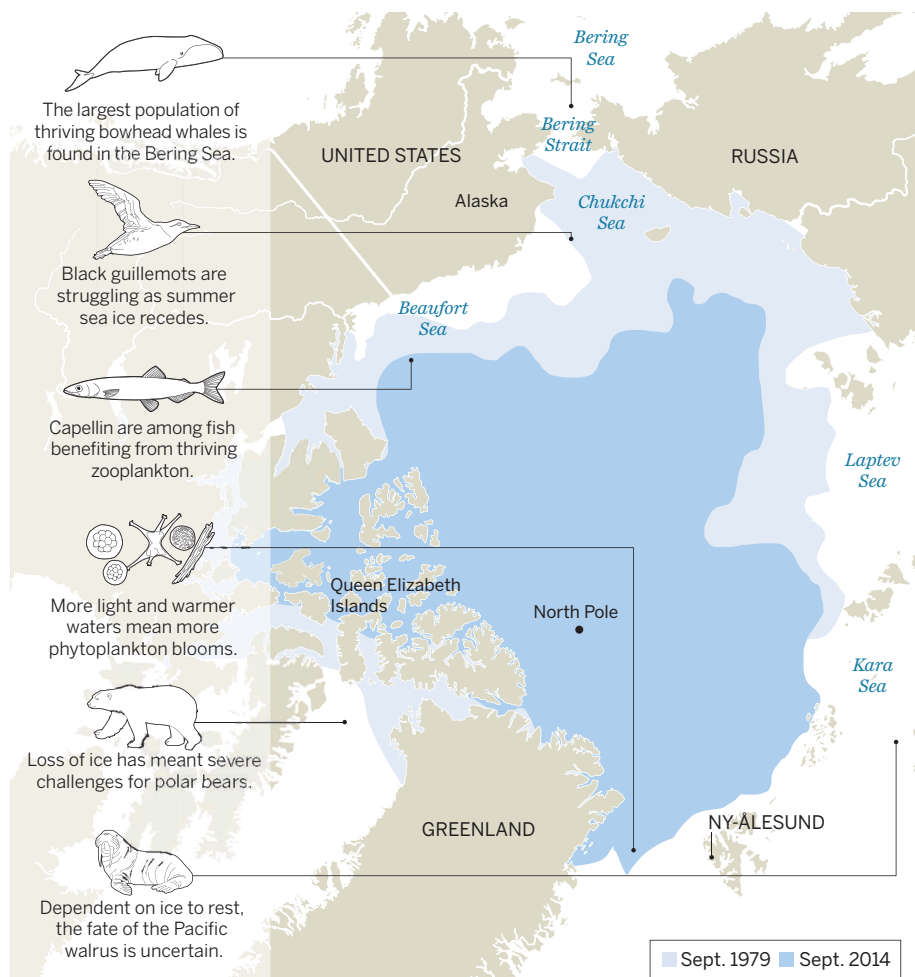 Bering
Sea
The largest population of
thriving bowhead whales is
found in the Bering Sea.
Bering
Strait
UNITED STATES
RUSSIA
Alaska
Chukchi
Sea
Black guillemots are
struggling as summer
sea ice recedes.
Beaufort
Sea
Capellin are among fish
benefiting from thriving
zooplankton.
Laptev
Sea
More light and warmer
waters mean more
phytoplankton blooms.
Queen Elizabeth
Islands
North Pole
Kara
Sea
Loss of ice has meant severe
challenges for polar bears.
GREENLAND
NY-ÅLESUND
Dependent on ice to rest,
the fate of the Pacific
walrus is uncertain.
Sept. 1979 Sept. 2014